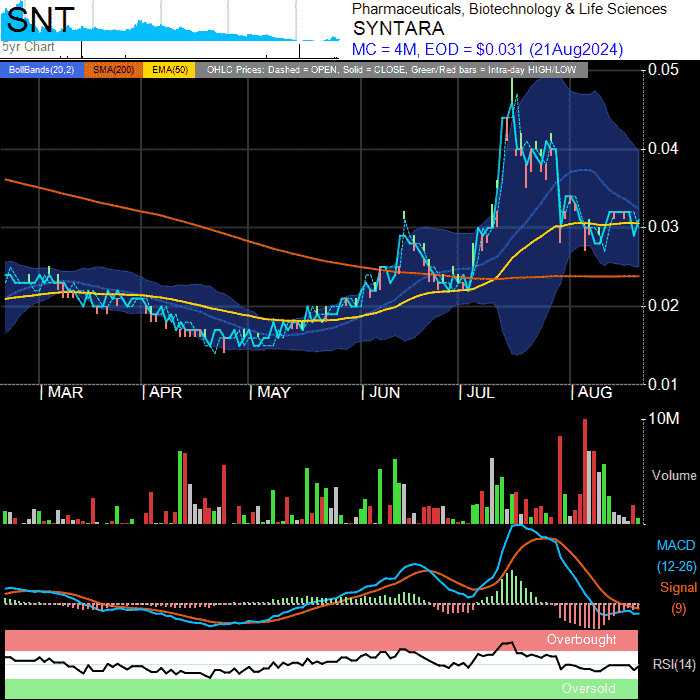 SNT
5yr Chart
Pharmaceuticals, Biotechnology & Life Sciences
SYNTARA
MC = 4M, EOD = $0.031 (21Aug2024)
BollBands(20,2) SMA(200) EMA(50) OHLC Prices: Dashed = OPEN, Solid = CLOSE, Green/Red bars = Intra-day HIGH/LOW
0.05
0.04
0.03
0.02
0.01
MAR APR MAY JUN JUL AUG
10M
Volume
MACD
(12-26)
Signal
(9)
Overbought
RSI(14)
Oversold